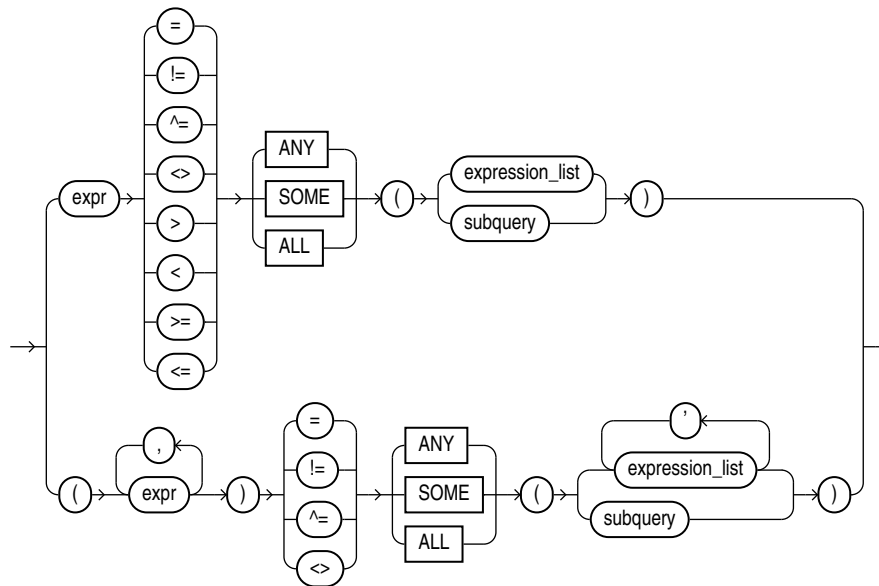 =
!=
^=
<>
>
<
>=
<=
expr
ANY
SOME
ALL
(
expression_list
subquery
)
(
,
expr
)
=
!=
^=
<>
ANY
SOME
ALL
(
,
expression_list
subquery
)